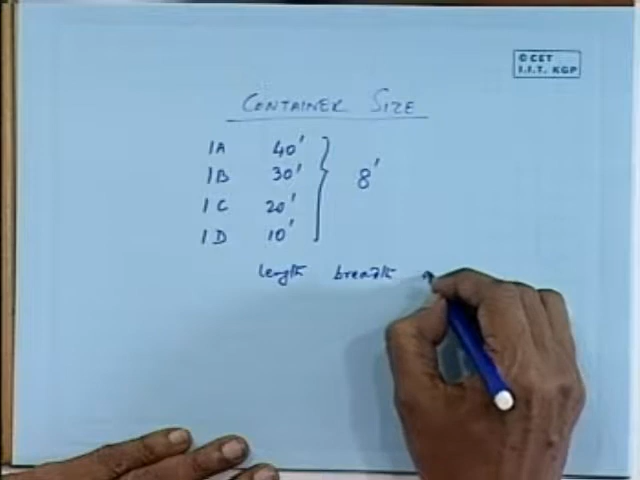 © CET
I.I.T. KGP
CONTAINER SIZE
1A 40'
1B 30' 8'
1C 20'
1D 10'
length breadth